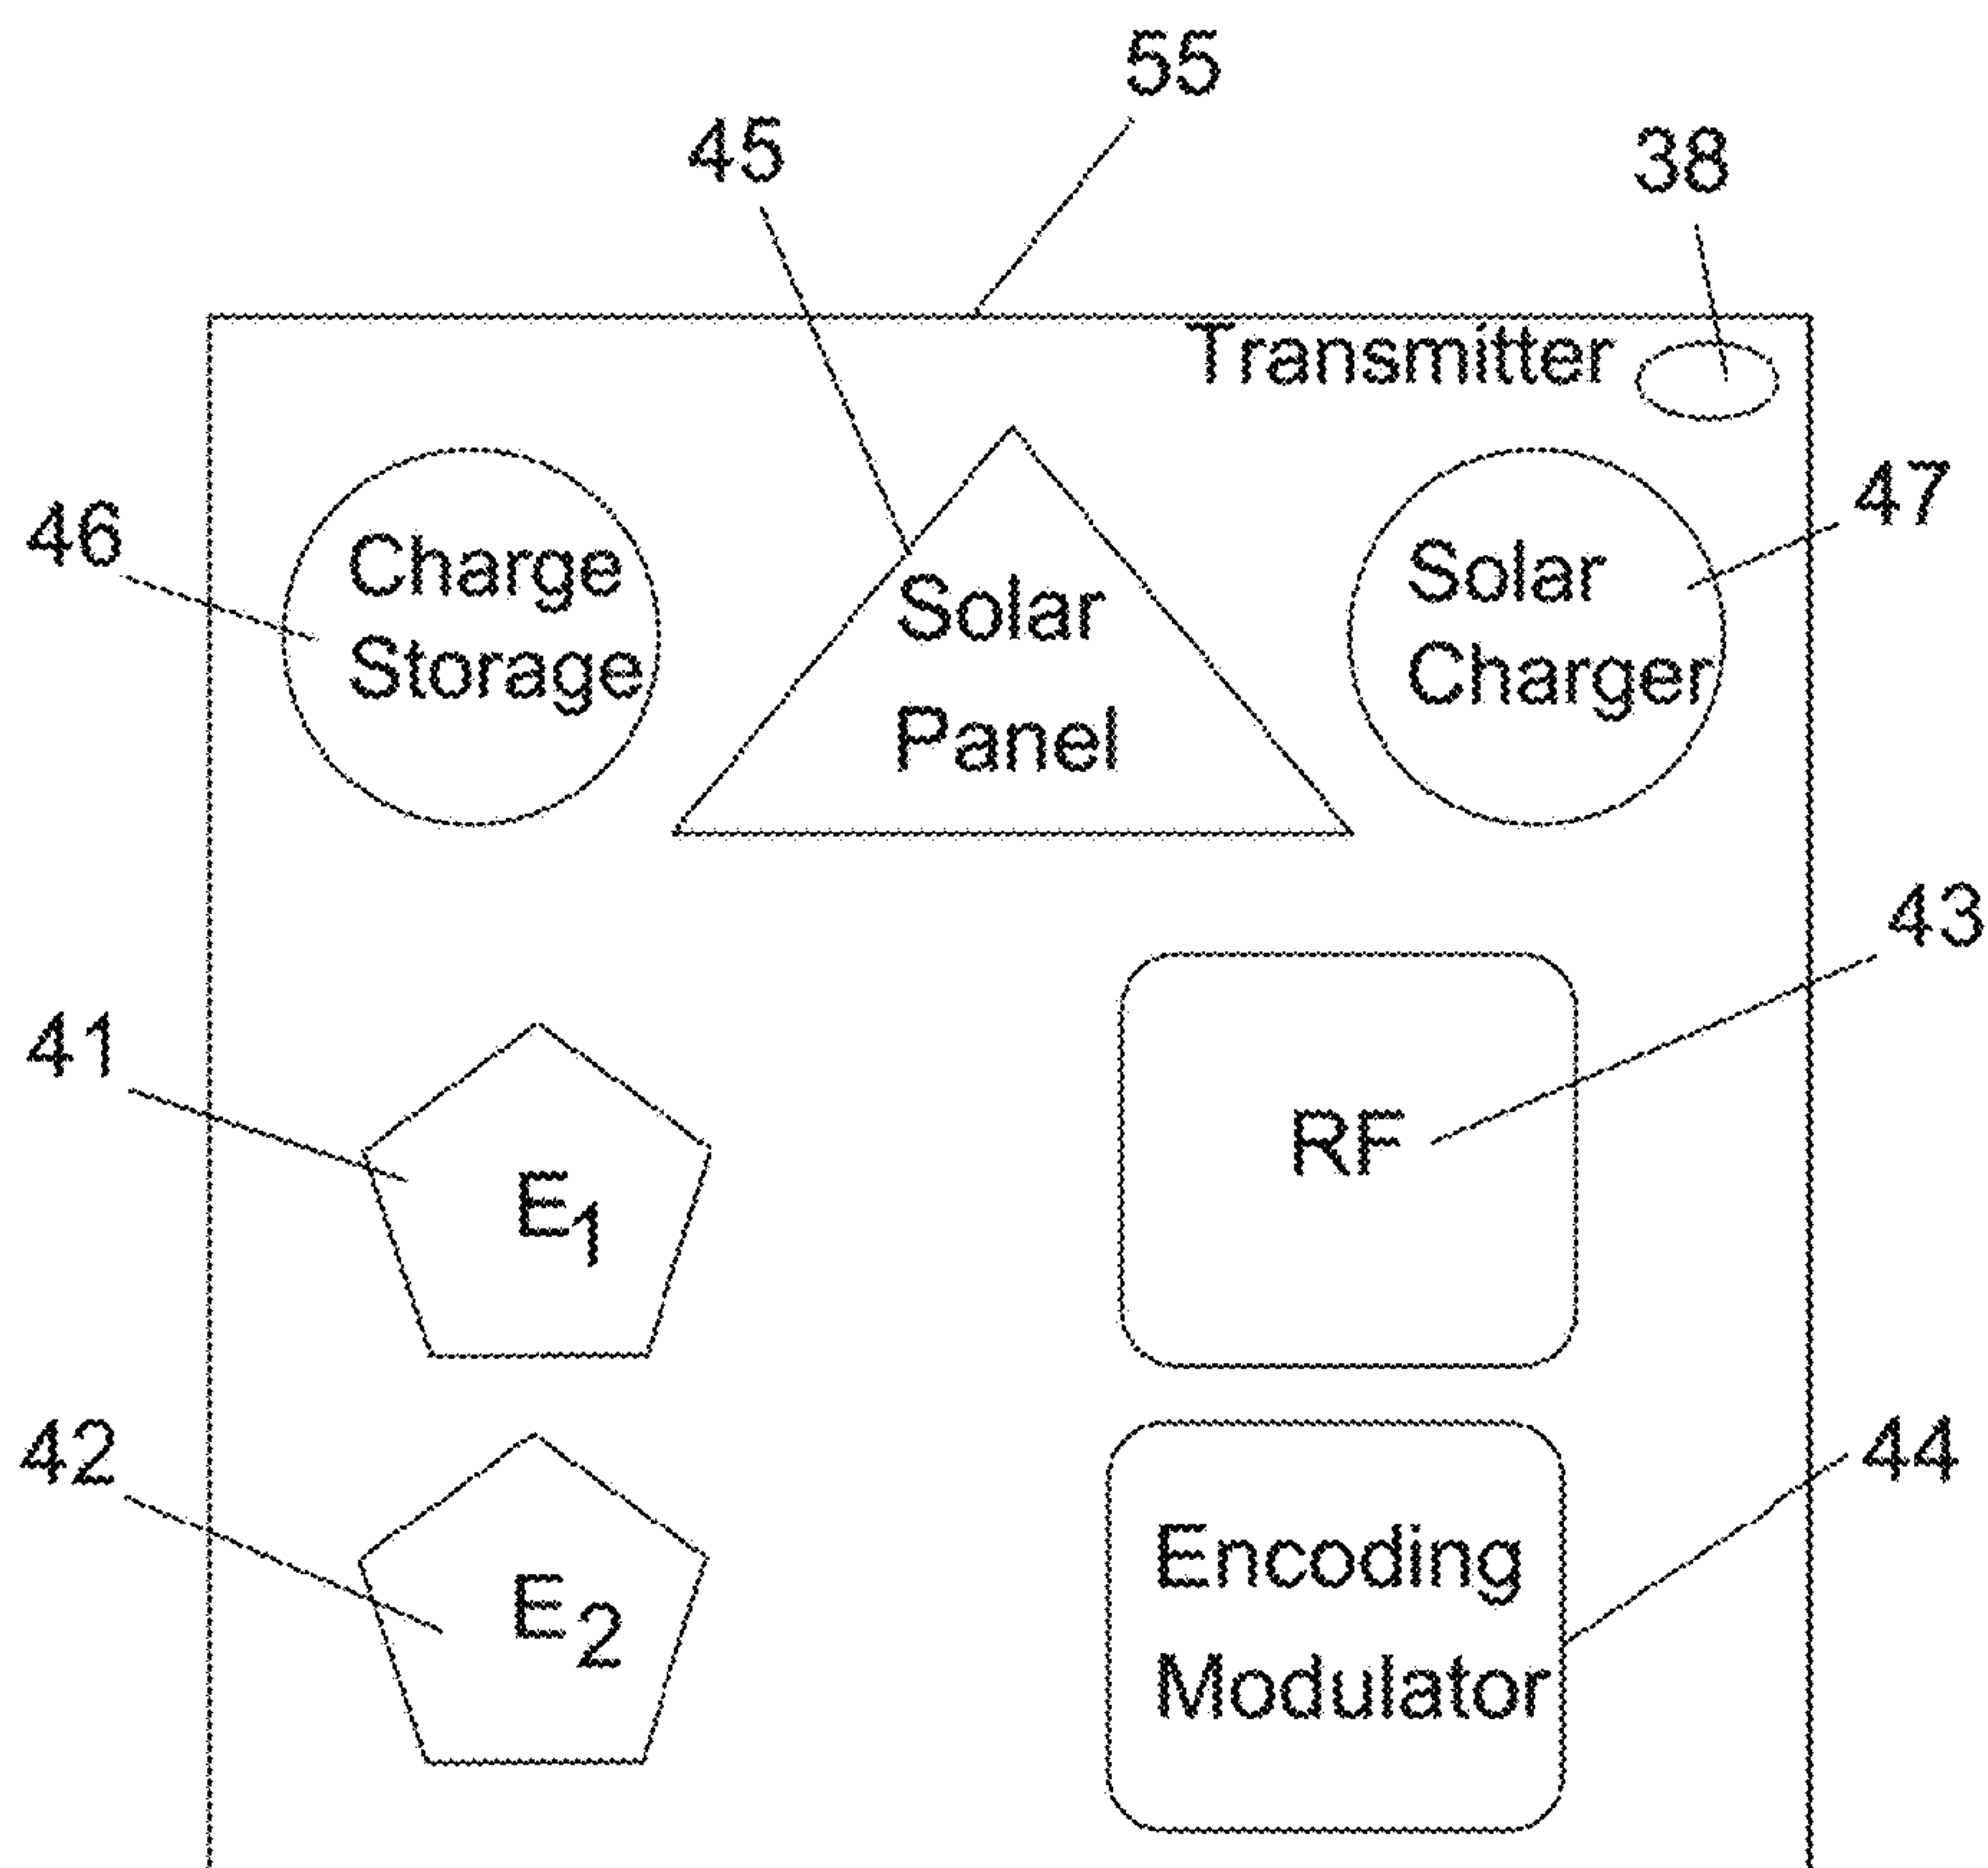 55
45
38
Transmitter
46
Charge
Storage
Solar
Panel
Solar
Charger
47
43
41
E1
RF
42
E2
44
Encoding
Modulator